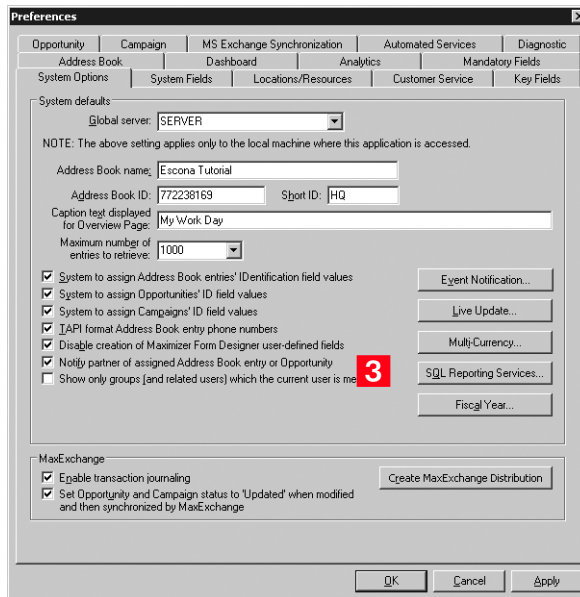 Preferences
Opportunity Campaign MS Exchange Synchronization Automated Services Diagnostic
Address Book Dashboard Analytics Mandatory Fields
System Options System Fields Locations/Resources Customer Service Key Fields
System defaults
Global server: SERVER
NOTE: The above setting applies only to the local machine where this application is accessed.
Address Book name: Escona Tutorial
Address Book ID: 772238169 Short ID: HQ
Caption text displayed
for Overview Page: My Work Day
Maximum number of
entries to retrieve: 1000
System to assign Address Book entries' IDentification field values
Event Notification...
System to assign Opportunities' ID field values
System to assign Campaigns' ID field values
Live Update...
TAPI format Address Book entry phone numbers
Disable creation of Maximizer Form Designer user-defined fields
Multi-Currency...
Notify partner of assigned Address Book entry or Opportunity
Show only groups (and related users) which the current user is me
3
SQL Reporting Services...
Fiscal Year...
MaxExchange
Enable transaction journaling
Create MaxExchange Distribution
Set Opportunity and Campaign status to 'Updated' when modified
and then synchronized by MaxExchange
OK Cancel Apply